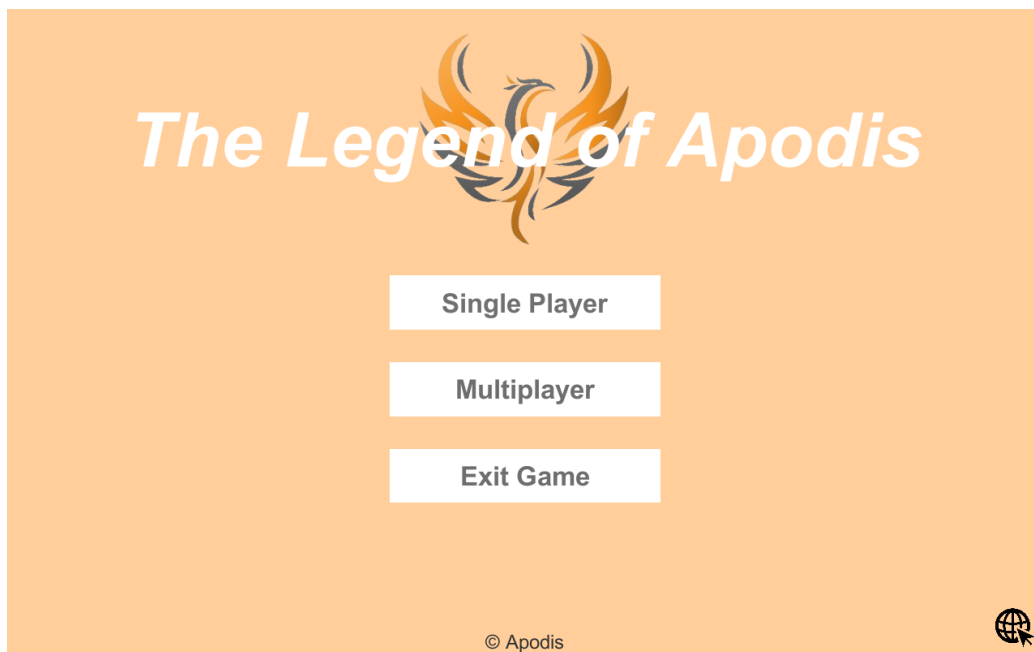 The Legend of Apodis
Single Player
Multiplayer
Exit Game
© Apodis